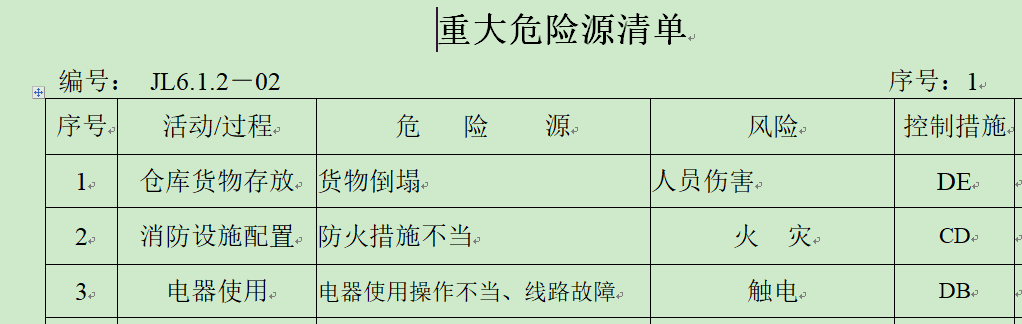 重大危险源清单
编号： JL6.1.2－02 序号：1
序号 活动/过程 危 险 源 风险 控制措施
1 仓库货物存放 货物倒塌 人员伤害 DE
2 消防设施配置 防火措施不当 火 灾 CD
3 电器使用 电器使用操作不当、线路故障 触电 DB